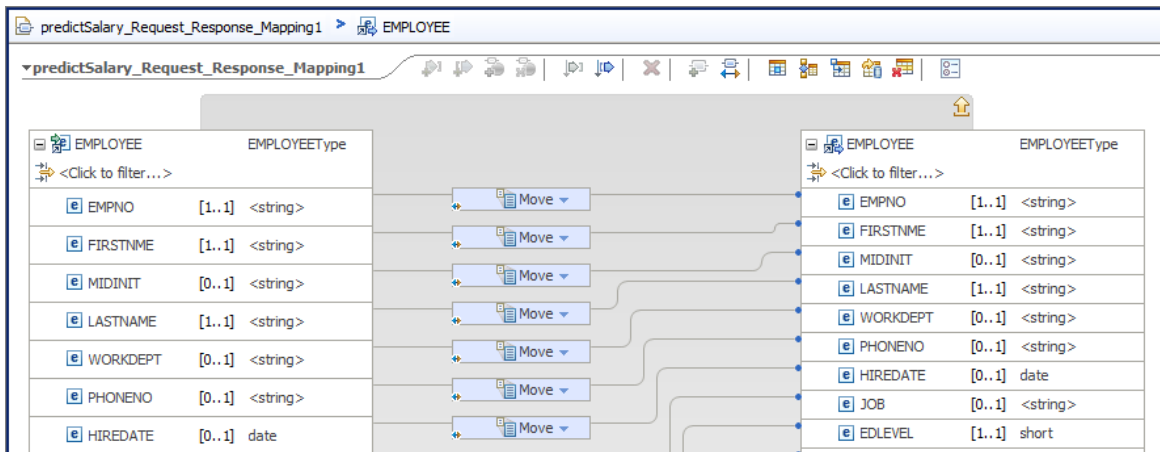 predictSalary_Request_Response_Mapping1 > EMPLOYEE
predictSalary_Request_Response_Mapping1
EMPLOYEE EMPLOYEEType
<Click to filter...>
e EMPNO [1..1] <string>
e FIRSTNME [1..1] <string>
e MIDINIT [0..1] <string>
e LASTNAME [1..1] <string>
e WORKDEPT [0..1] <string>
e PHONENO [0..1] <string>
e HIREDATE [0..1] date
Move
Move
Move
Move
Move
Move
Move
EMPLOYEE EMPLOYEEType
<Click to filter...>
e EMPNO [1..1] <string>
e FIRSTNME [1..1] <string>
e MIDINIT [0..1] <string>
e LASTNAME [1..1] <string>
e WORKDEPT [0..1] <string>
e PHONENO [0..1] <string>
e HIREDATE [0..1] date
e JOB [0..1] <string>
e EDLEVEL [1..1] short